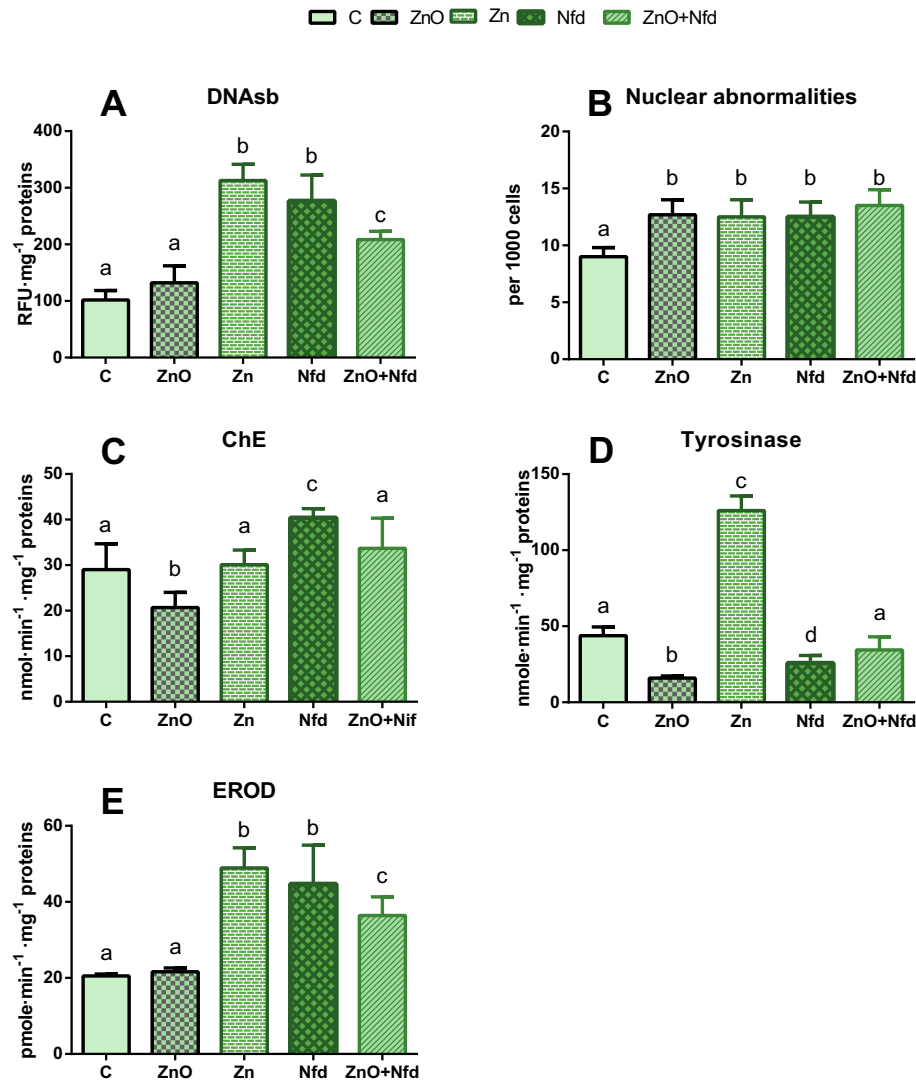 C ZnO Zn Nfd ZnO+Nfd
A DNAsb
RFU·mg⁻¹ proteins
400
300
200
100
0
a a b b c
C ZnO Zn Nfd ZnO+Nfd
B Nuclear abnormalities
per 1000 cells
20
15
10
5
0
a b b b b
C ZnO Zn Nfd ZnO+Nfd
C ChE
nmol·min⁻¹ ·mg⁻¹ proteins
50
40
30
20
10
0
a b a c a
C ZnO Zn Nfd ZnO+Nif
D Tyrosinase
nmole·min⁻¹ ·mg⁻¹ proteins
150
100
50
0
a b c d a
C ZnO Zn Nfd ZnO+Nfd
E EROD
pmole·min⁻¹ ·mg⁻¹ proteins
60
40
20
0
a a b b c
C ZnO Zn Nfd ZnO+Nfd